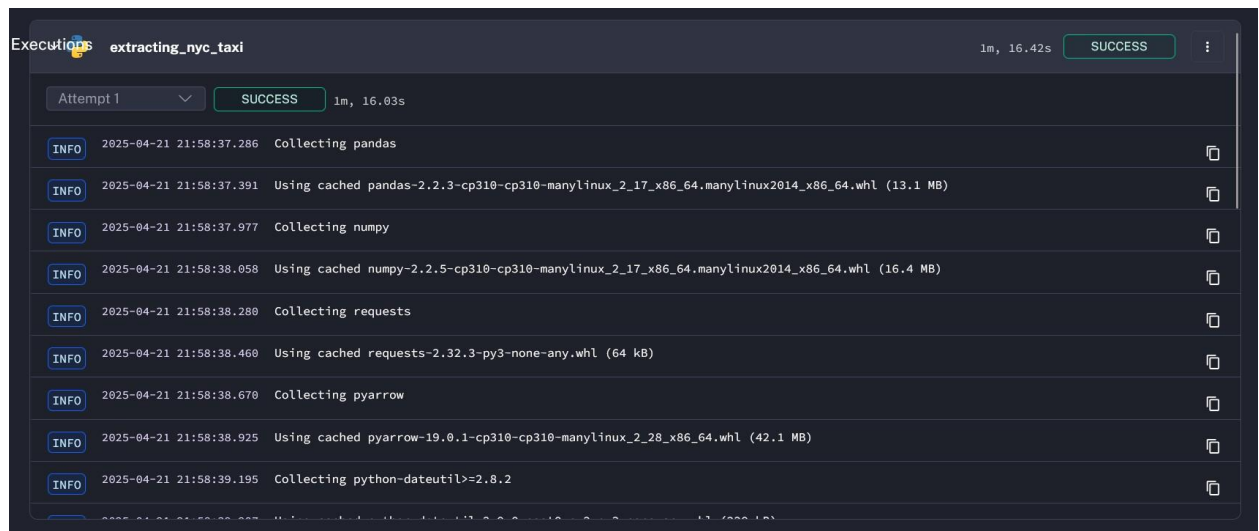 Executions extracting_nyc_taxi 1m, 16.42s SUCCESS
Attempt 1 SUCCESS 1m, 16.03s
INFO 2025-04-21 21:58:37.286 Collecting pandas
INFO 2025-04-21 21:58:37.391 Using cached pandas-2.2.3-cp310-cp310-manylinux_2_17_x86_64.manylinux2014_x86_64.whl (13.1 MB)
INFO 2025-04-21 21:58:37.977 Collecting numpy
INFO 2025-04-21 21:58:38.058 Using cached numpy-2.2.5-cp310-cp310-manylinux_2_17_x86_64.manylinux2014_x86_64.whl (16.4 MB)
INFO 2025-04-21 21:58:38.280 Collecting requests
INFO 2025-04-21 21:58:38.460 Using cached requests-2.32.3-py3-none-any.whl (64 kB)
INFO 2025-04-21 21:58:38.670 Collecting pyarrow
INFO 2025-04-21 21:58:38.925 Using cached pyarrow-19.0.1-cp310-cp310-manylinux_2_28_x86_64.whl (42.1 MB)
INFO 2025-04-21 21:58:39.195 Collecting python-dateutil>=2.8.2